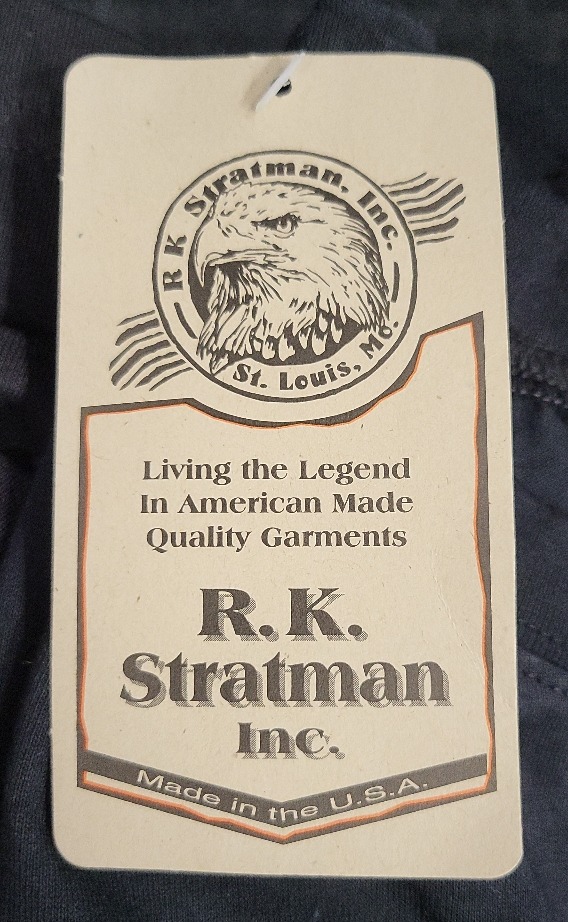 R K Stratman, Inc.
St. Louis, Mo.
Living the Legend
In American Made
Quality Garments
R. K.
Stratman
Inc.
Made in the U.S.A.